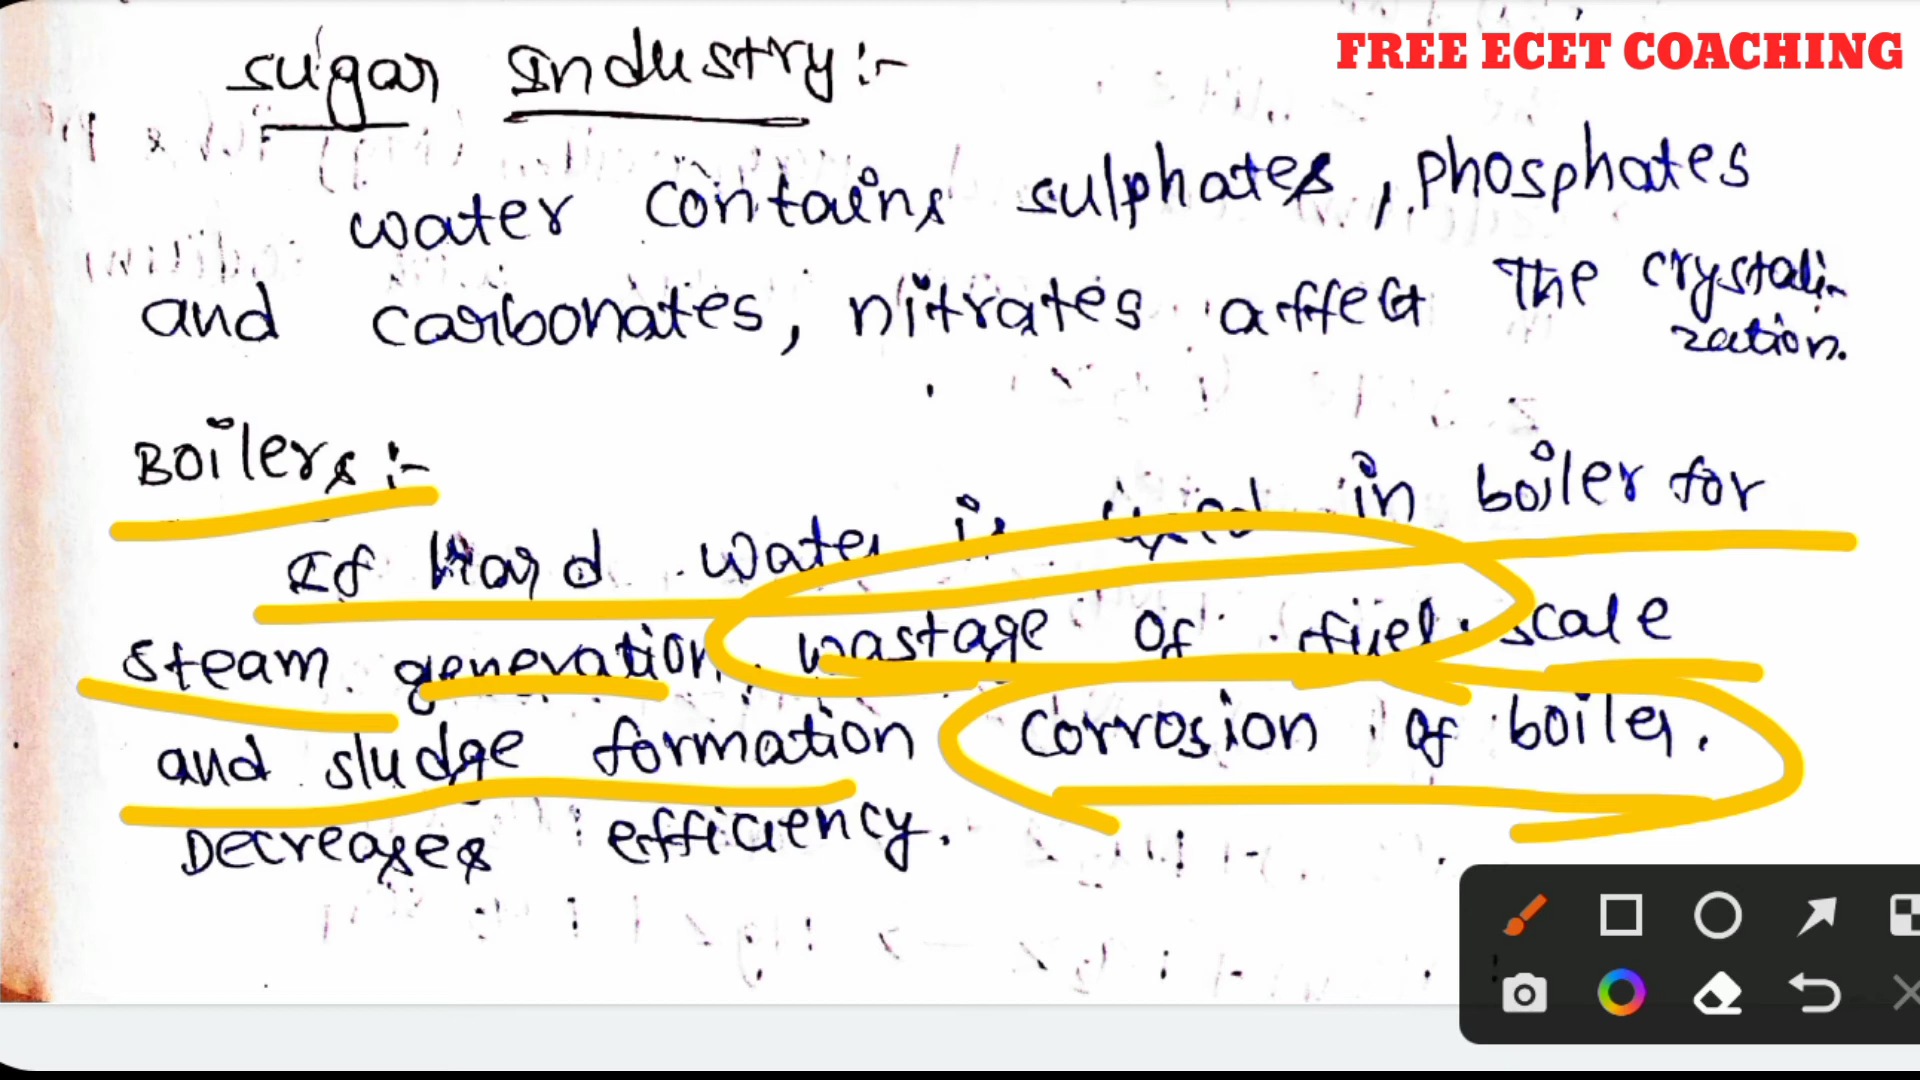 FREE ECET COACHING
Sugar Industry:-
water contains sulphates, phosphates
and carbonates, nitrates affect the crystali-
zation.
Boilers:-
If Hard water is used in boiler for
steam generation, wastage of fuel. scale
and sludge formation corrosion of boiler.
Decreases efficiency.